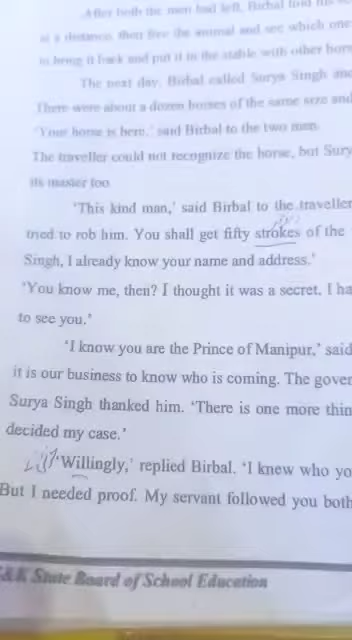 After both the men had left, Birbal told his
at a distance, then free the animal and see which one
to bring it back and put it in the stable with other hors
The next day, Birbal called Surya Singh and
There were about a dozen horses of the same size and
'Your horse is here,' said Birbal to the two men.
The traveller could not recognize the horse, but Sury
its master too
'This kind man,' said Birbal to the traveller
tried to rob him. You shall get fifty strokes of the
Singh, I already know your name and address.'
'You know me, then? I thought it was a secret. I ha
to see you.'
'I know you are the Prince of Manipur,' said
it is our business to know who is coming. The gover
Surya Singh thanked him. 'There is one more thin
decided my case.'
'Willingly,' replied Birbal. 'I knew who yo
But I needed proof. My servant followed you both
J&K State Board of School Education